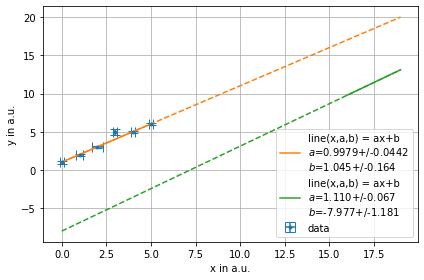 20
15
10
5
0
−5
y in a.u.
0.0 2.5 5.0 7.5 10.0 12.5 15.0 17.5
x in a.u.
line(x,a,b) = ax+b
a=0.9979+/-0.0442
b=1.045+/-0.164
line(x,a,b) = ax+b
a=1.110+/-0.067
b=-7.977+/-1.181
data